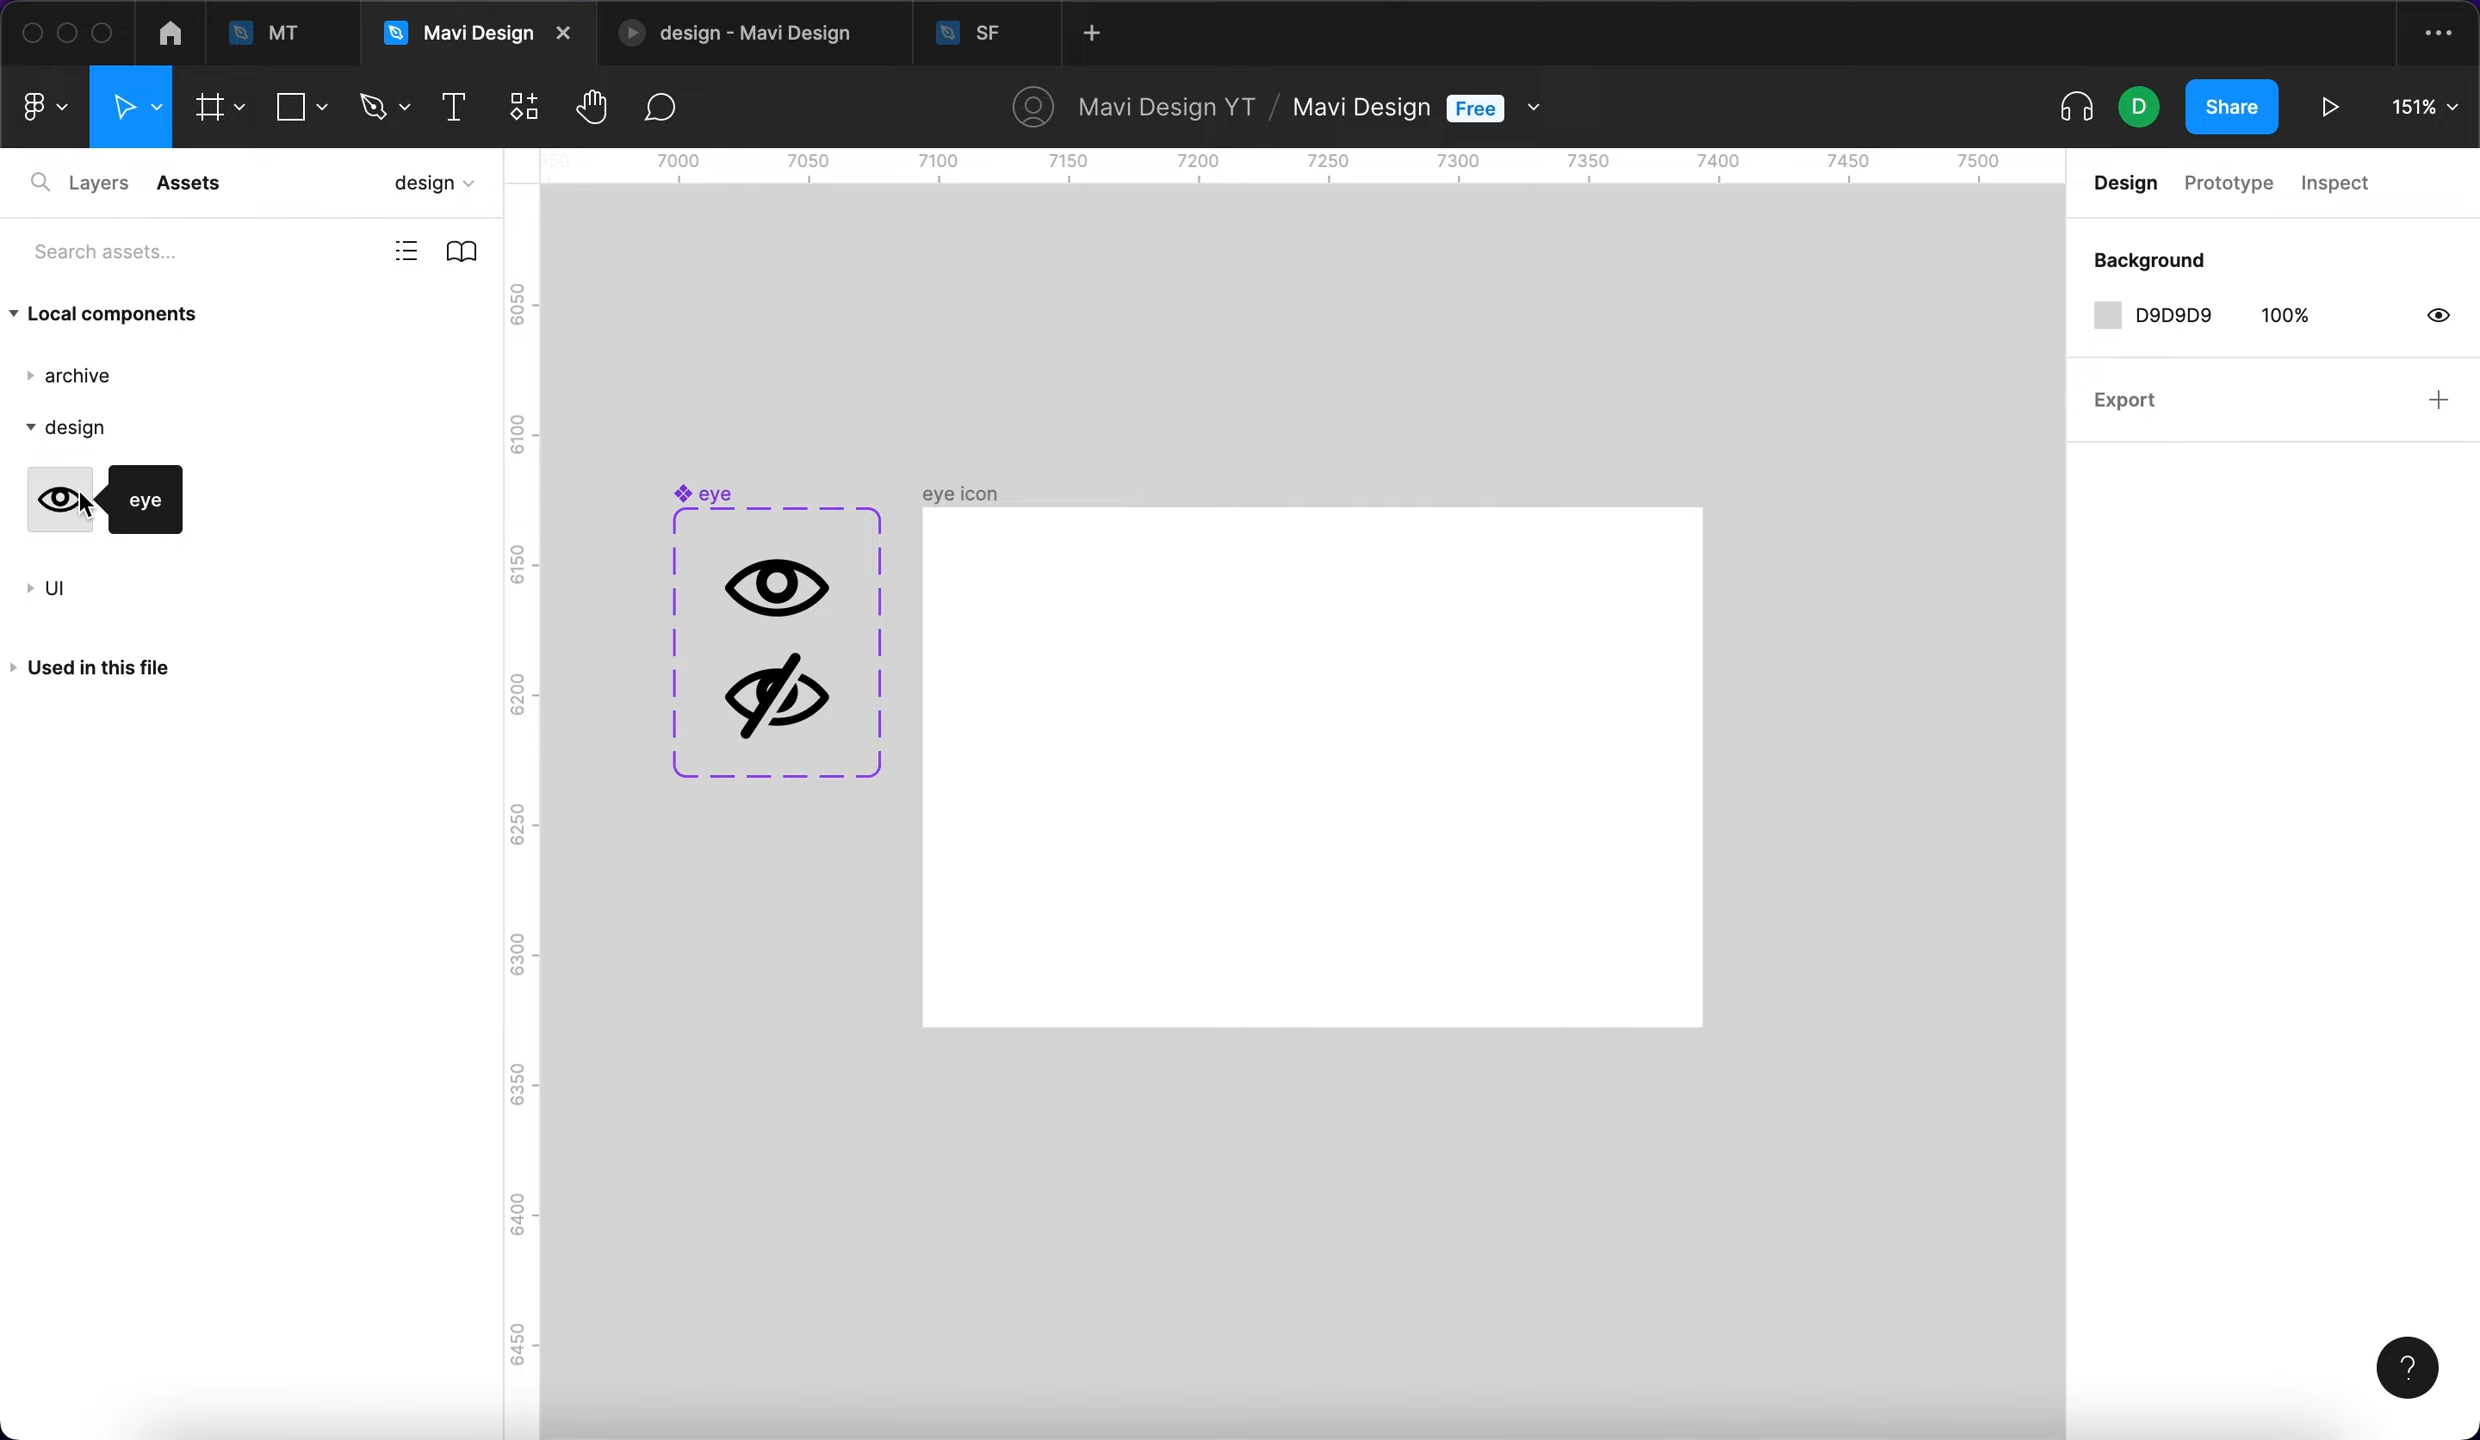 MT
Mavi Design
design - Mavi Design
SF
Mavi Design YT / Mavi Design Free
D
Share
151%
Layers
Assets
design
Search assets...
Local components
archive
design
eye
UI
Used in this file
7000 7050 7100 7150 7200 7250 7300 7350 7400 7450 7500
6050
6100
6150
6200
6250
6300
6350
6400
6450
eye
eye icon
Design
Prototype
Inspect
Background
D9D9D9 100%
Export
?